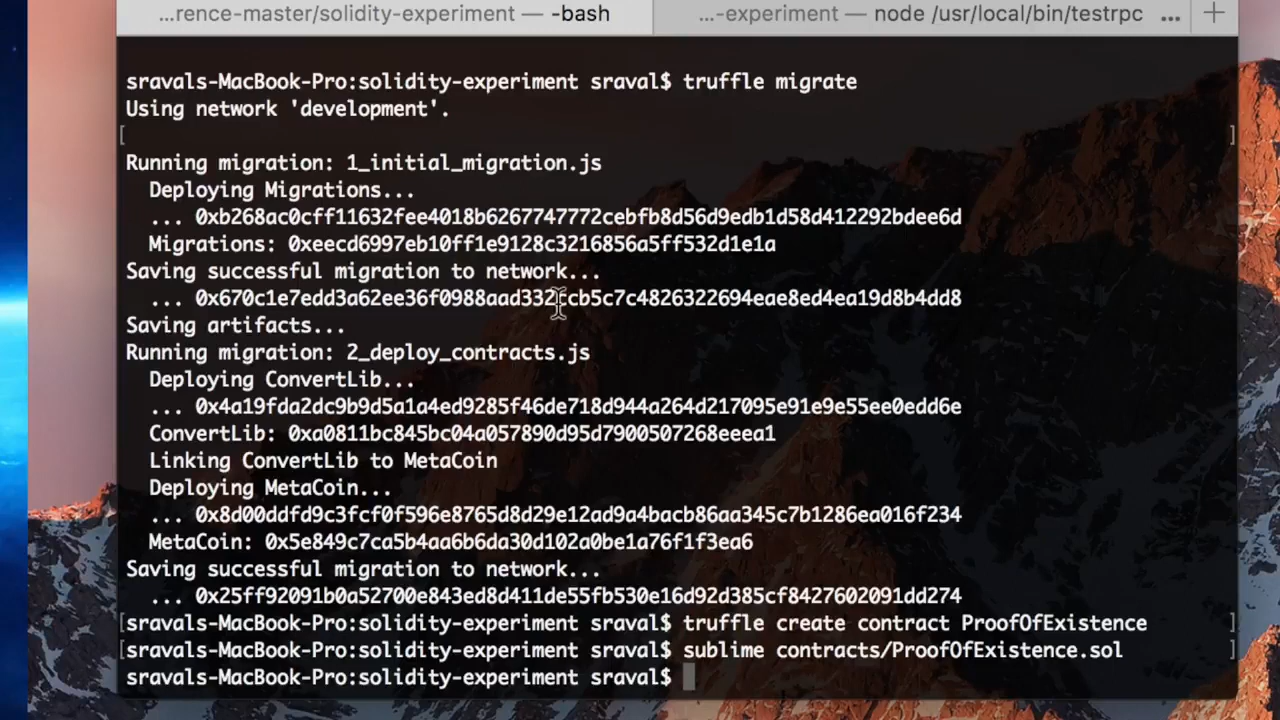 ...rence-master/solidity-experiment — -bash
...-experiment — node /usr/local/bin/testrpc ... +
sravals-MacBook-Pro:solidity-experiment sraval$ truffle migrate
Using network 'development'.
[ ]
Running migration: 1_initial_migration.js
Deploying Migrations...
... 0xb268ac0cff11632fee4018b6267747772cebfb8d56d9edb1d58d412292bdee6d
Migrations: 0xeecd6997eb10ff1e9128c3216856a5ff532d1e1a
Saving successful migration to network...
... 0x670c1e7edd3a62ee36f0988aad332ccb5c7c4826322694eae8ed4ea19d8b4dd8
Saving artifacts...
Running migration: 2_deploy_contracts.js
Deploying ConvertLib...
... 0x4a19fda2dc9b9d5a1a4ed9285f46de718d944a264d217095e91e9e55ee0edd6e
ConvertLib: 0xa0811bc845bc04a057890d95d7900507268eeea1
Linking ConvertLib to MetaCoin
Deploying MetaCoin...
... 0x8d00ddfd9c3fcf0f596e8765d8d29e12ad9a4bacb86aa345c7b1286ea016f234
MetaCoin: 0x5e849c7ca5b4aa6b6da30d102a0be1a76f1f3ea6
Saving successful migration to network...
... 0x25ff92091b0a52700e843ed8d411de55fb530e16d92d385cf8427602091dd274
[sravals-MacBook-Pro:solidity-experiment sraval$ truffle create contract ProofOfExistence ]
[sravals-MacBook-Pro:solidity-experiment sraval$ sublime contracts/ProofOfExistence.sol ]
sravals-MacBook-Pro:solidity-experiment sraval$